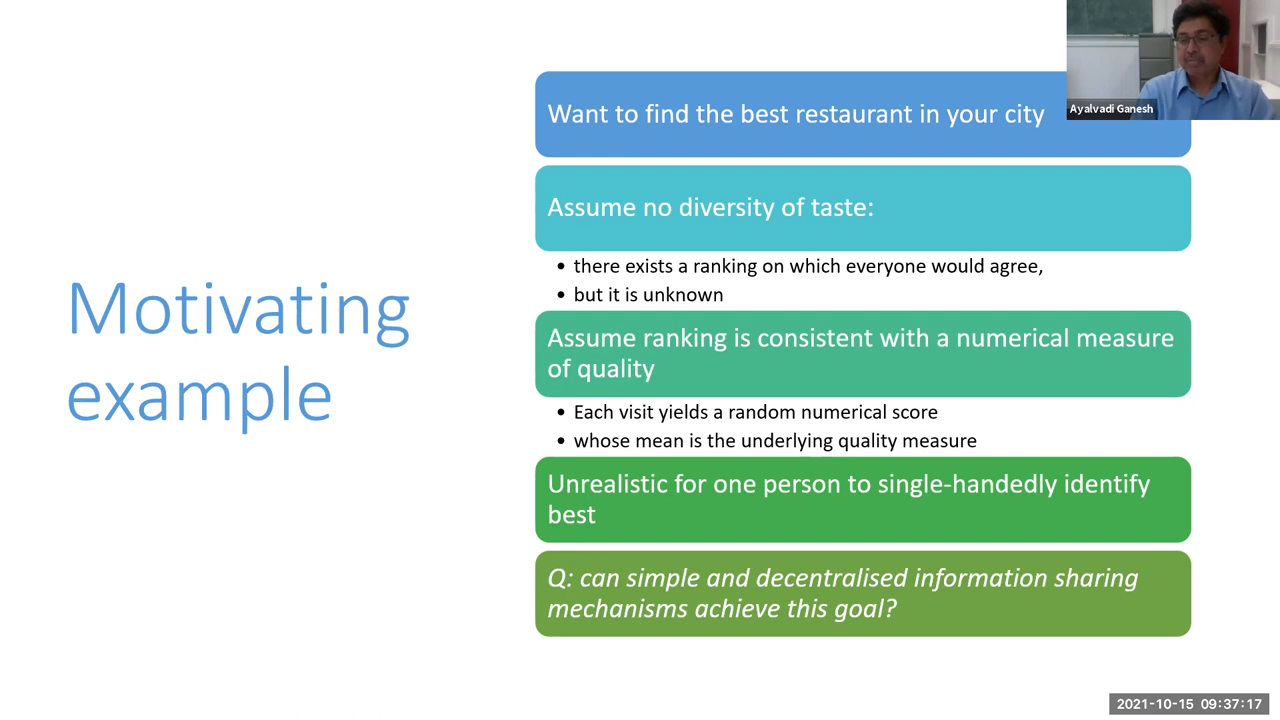 Want to find the best restaurant in your city
Ayalvadi Ganesh
Assume no diversity of taste:
• there exists a ranking on which everyone would agree,
• but it is unknown
Motivating
example
Assume ranking is consistent with a numerical measure
of quality
• Each visit yields a random numerical score
• whose mean is the underlying quality measure
Unrealistic for one person to single-handedly identify
best
Q: can simple and decentralised information sharing
mechanisms achieve this goal?
2021-10-15 09:37:17